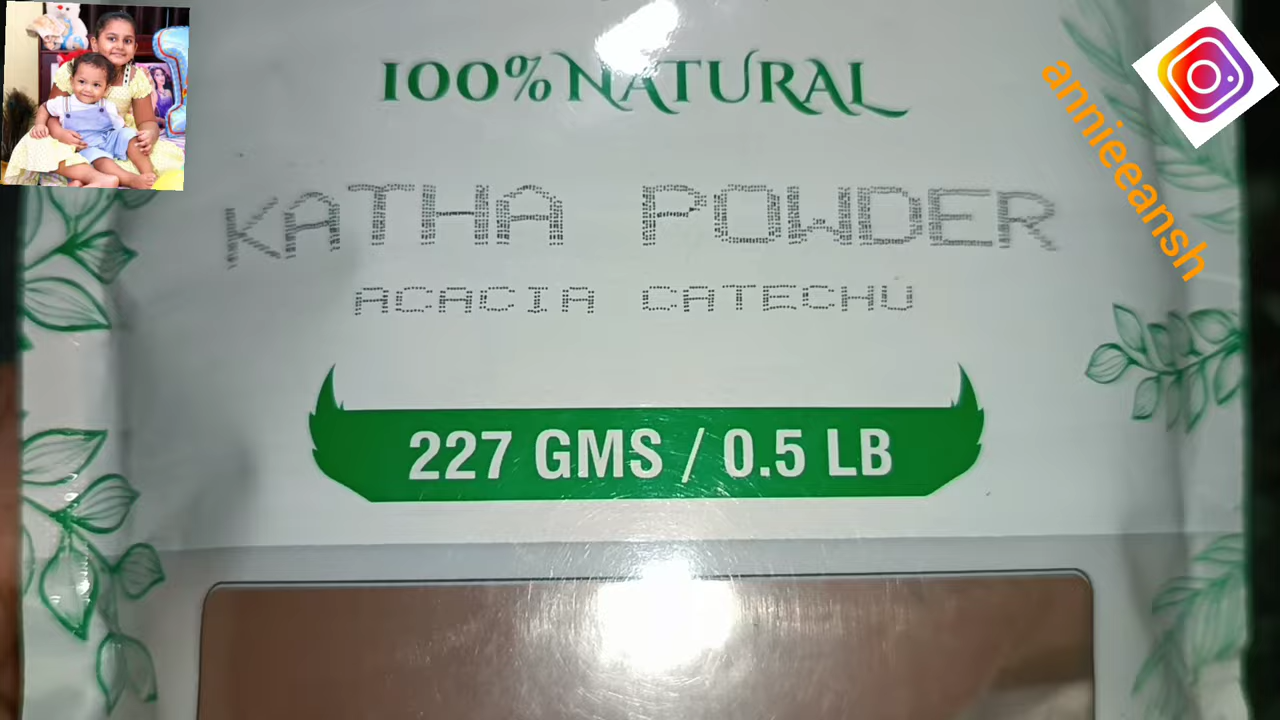 100% NATURAL
KATHA POWDER
ACACIA CATECHU
227 GMS / 0.5 LB
annieeansh